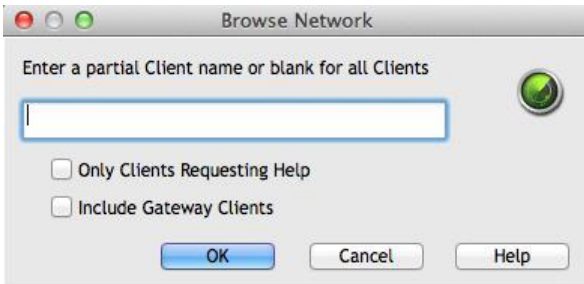 Browse Network
Enter a partial Client name or blank for all Clients
Only Clients Requesting Help
Include Gateway Clients
OK Cancel Help